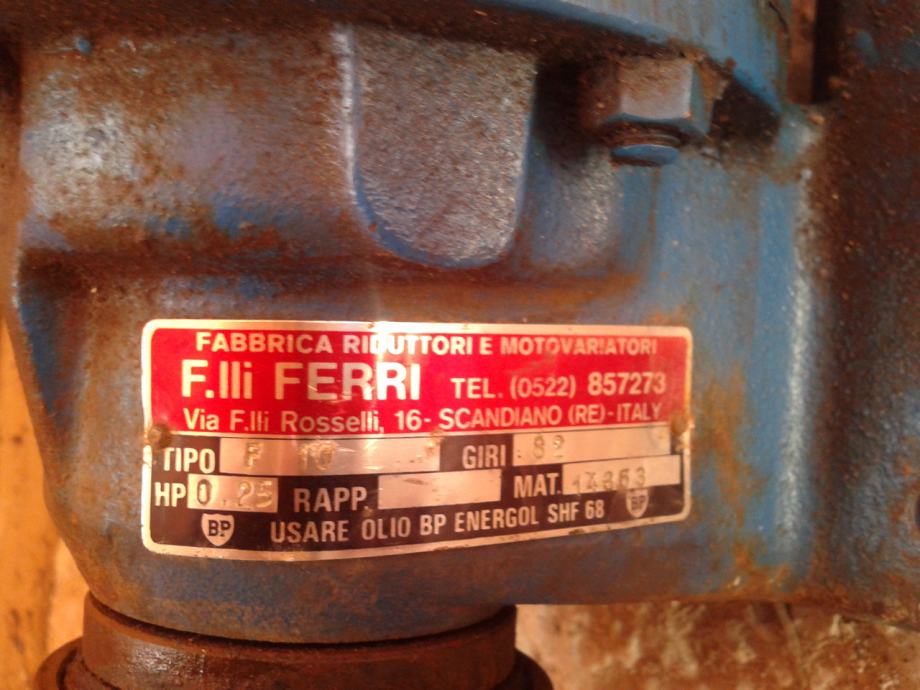 FABBRICA RIDUTTORI E MOTOVARIATORI
F.lli FERRI TEL. (0522) 857273
Via F.lli Rosselli, 16 - SCANDIANO (RE) - ITALY
TIPO F 10 GIRI 82
HP 0.25 RAPP. MAT.
BP USARE OLIO BP ENERGOL SHF 68 BP